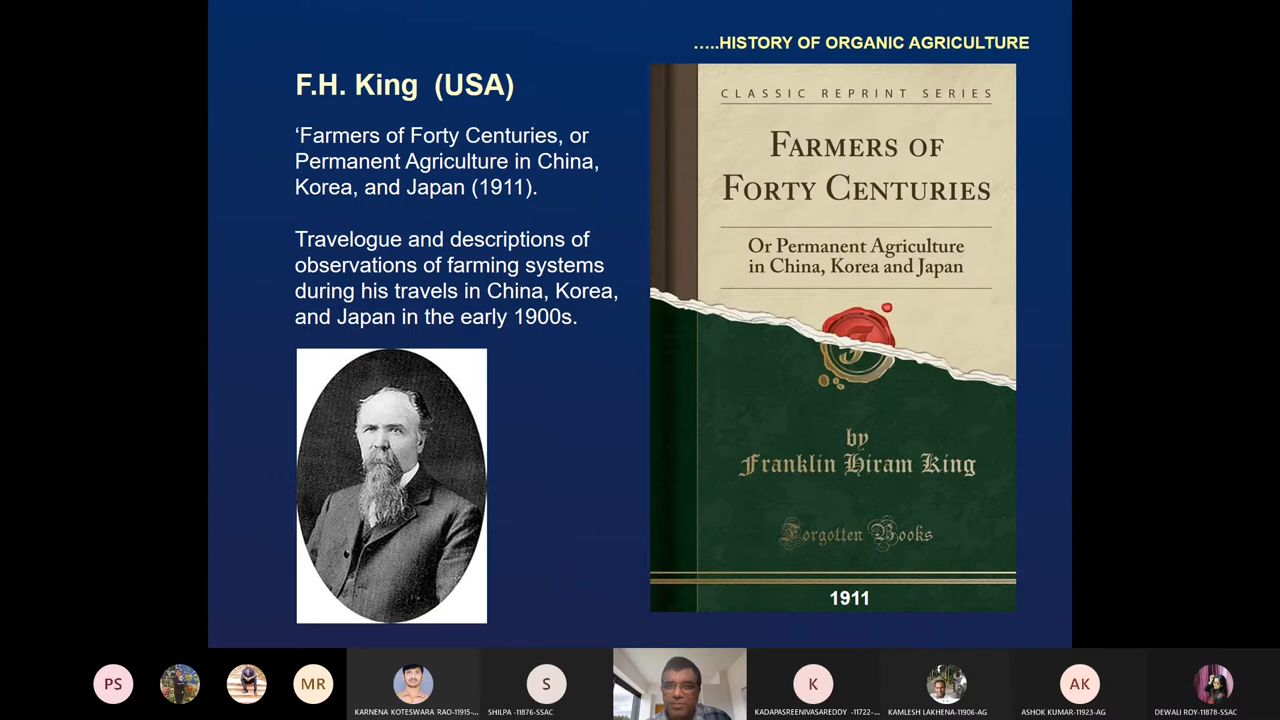 …..HISTORY OF ORGANIC AGRICULTURE
F.H. King (USA)
‘Farmers of Forty Centuries, or
Permanent Agriculture in China,
Korea, and Japan (1911).
Travelogue and descriptions of
observations of farming systems
during his travels in China, Korea,
and Japan in the early 1900s.
CLASSIC REPRINT SERIES
FARMERS OF
FORTY CENTURIES
Or Permanent Agriculture
in China, Korea and Japan
by
Franklin Hiram King
Forgotten Books
1911
PS
MR
S
K
AK
KARNENA KOTESWARA RAO-11915-...
SHILPA -11876-SSAC
KADAPASREENIVASAREDDY -11722-...
KAMLESH LAKHENA-11906-AG
ASHOK KUMAR-11923-AG
DEWALI ROY-11878-SSAC